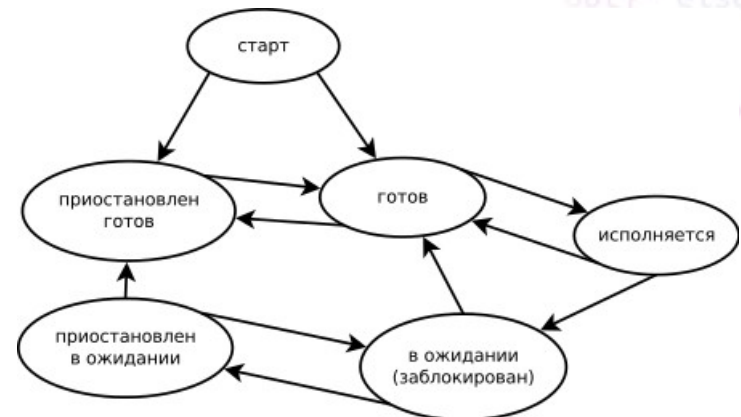 старт
приостановлен
готов
готов
исполняется
приостановлен
в ожидании
в ожидании
(заблокирован)